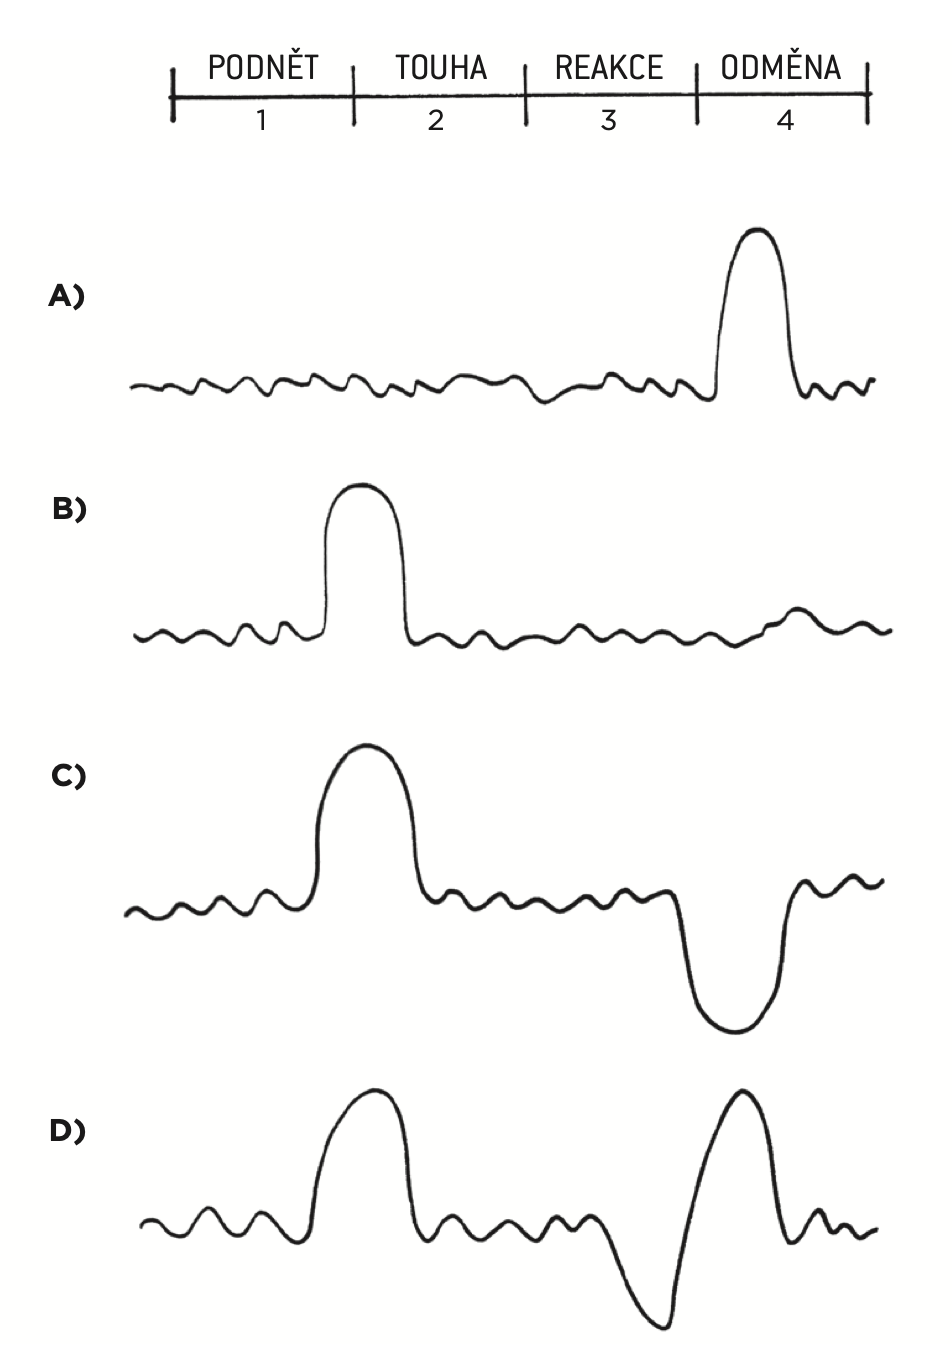 PODNĚT TOUHA REAKCE ODMĚNA
1 2 3 4
A)
B)
C)
D)